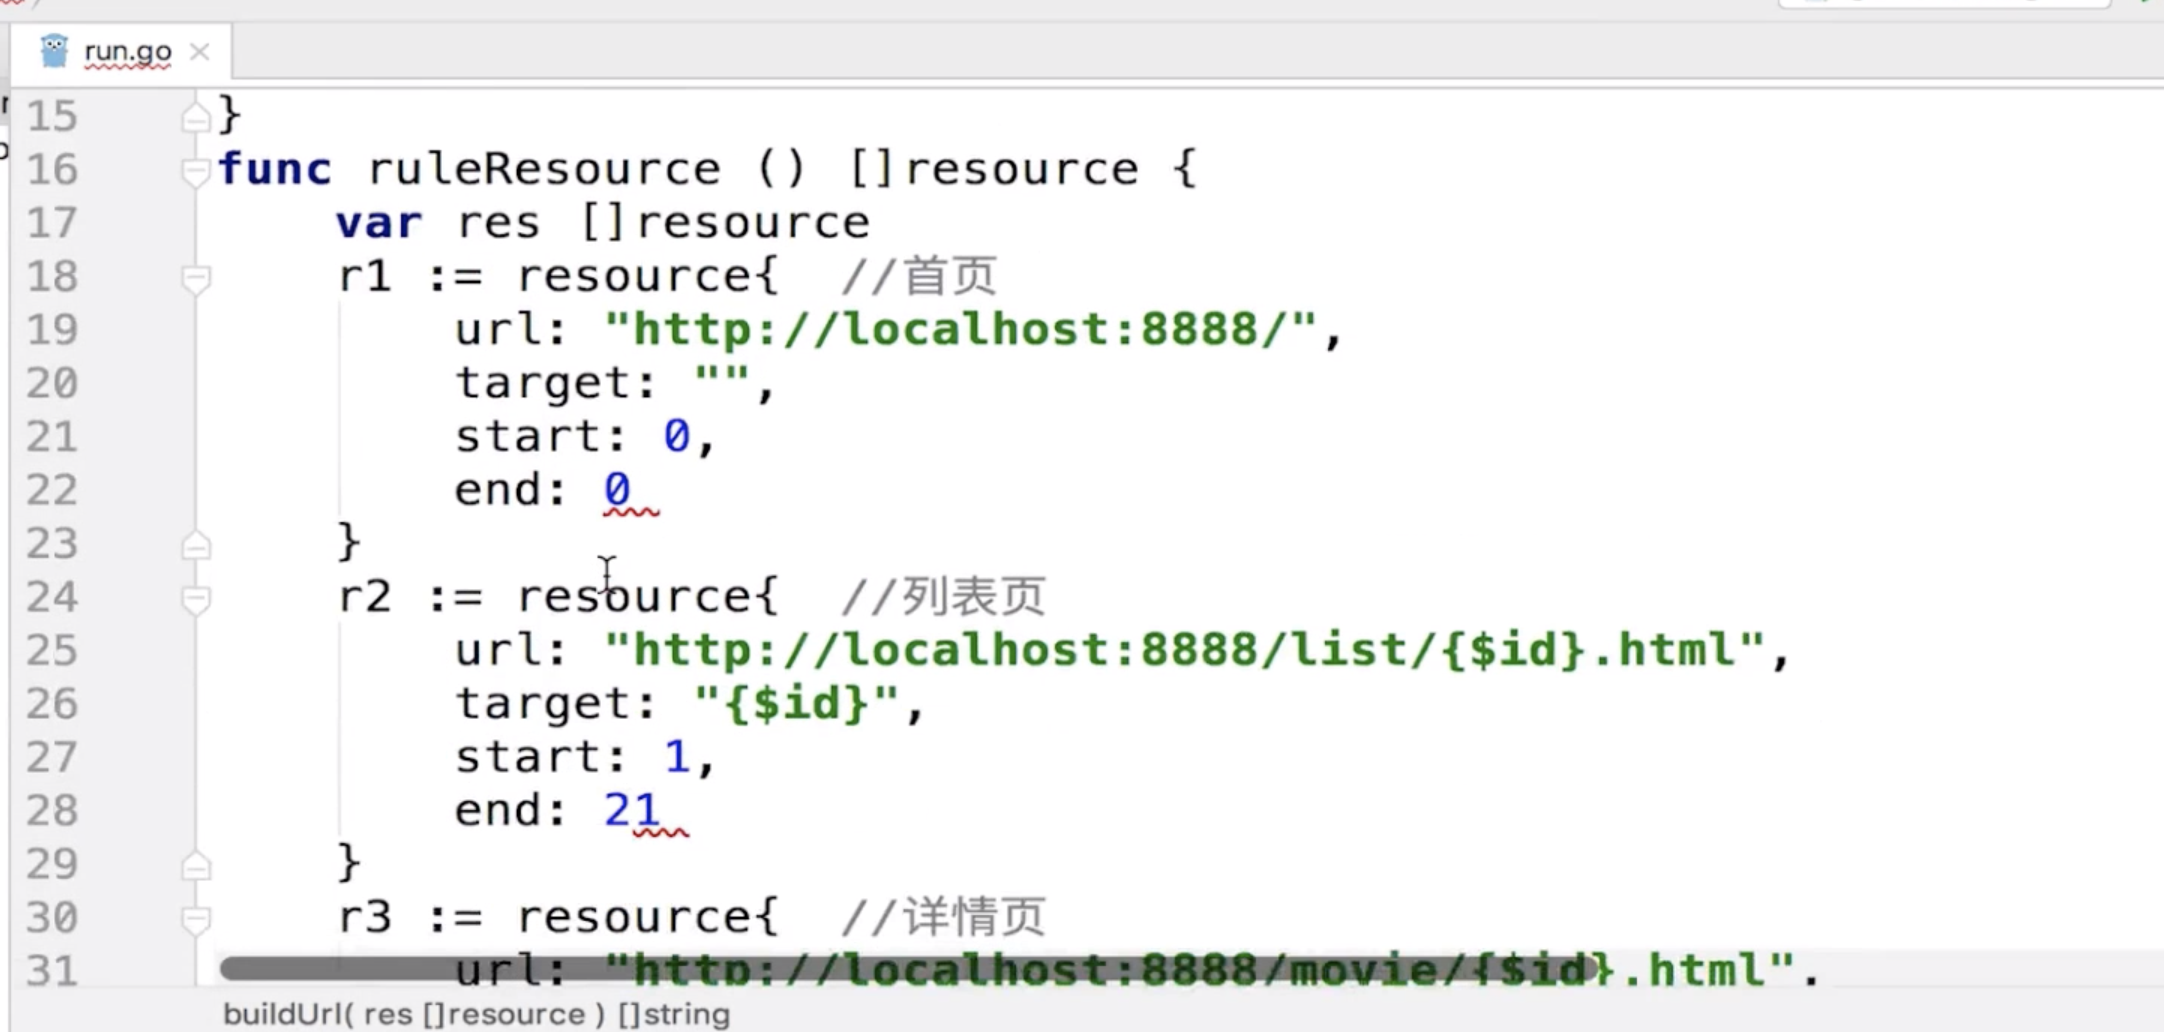 run.go
15 }
16 func ruleResource () []resource {
17 var res []resource
18 r1 := resource{ //首页
19 url: "http://localhost:8888/",
20 target: "",
21 start: 0,
22 end: 0
23 }
24 r2 := resource{ //列表页
25 url: "http://localhost:8888/list/{$id}.html",
26 target: "{$id}",
27 start: 1,
28 end: 21
29 }
30 r3 := resource{ //详情页
31 url: "http://localhost:8888/movie/{$id}.html",
buildUrl( res []resource ) []string